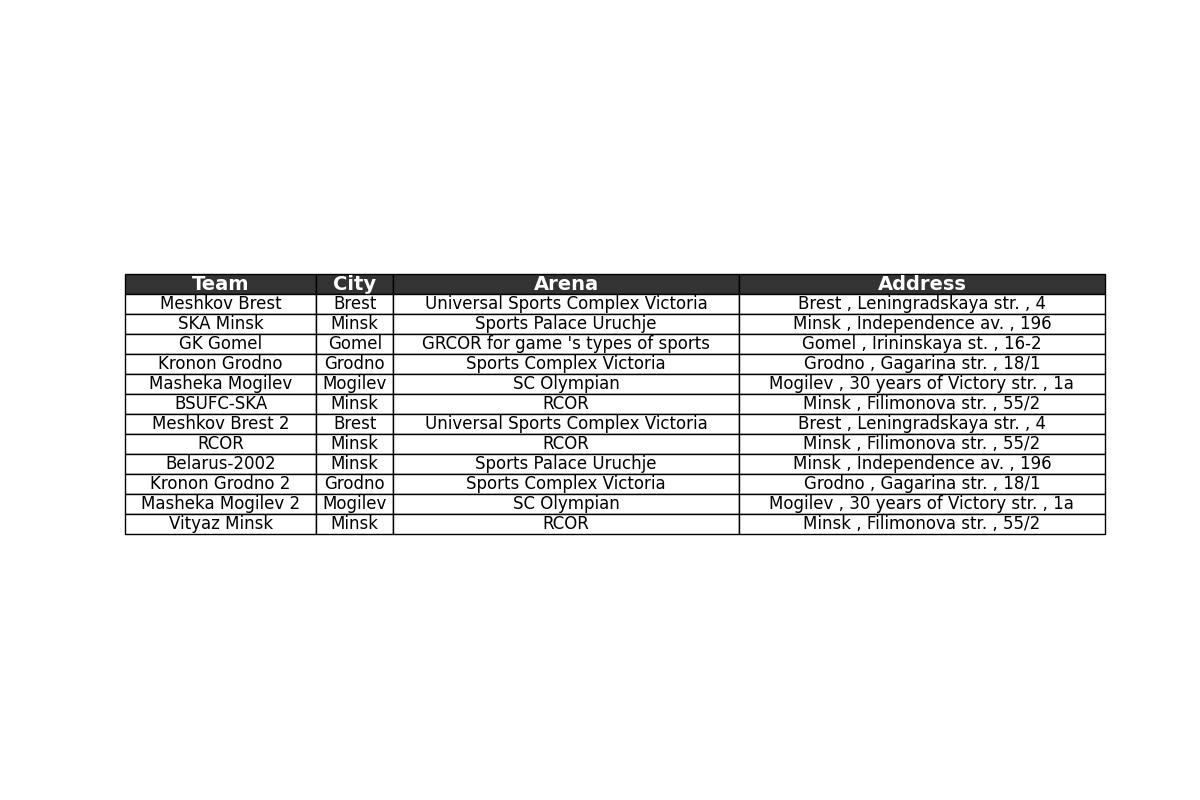 Team City Arena Address
Meshkov Brest Brest Universal Sports Complex Victoria Brest , Leningradskaya str. , 4
SKA Minsk Minsk Sports Palace Uruchje Minsk , Independence av. , 196
GK Gomel Gomel GRCOR for game 's types of sports Gomel , Irininskaya st. , 16-2
Kronon Grodno Grodno Sports Complex Victoria Grodno , Gagarina str. , 18/1
Masheka Mogilev Mogilev SC Olympian Mogilev , 30 years of Victory str. , 1a
BSUFC-SKA Minsk RCOR Minsk , Filimonova str. , 55/2
Meshkov Brest 2 Brest Universal Sports Complex Victoria Brest , Leningradskaya str. , 4
RCOR Minsk RCOR Minsk , Filimonova str. , 55/2
Belarus-2002 Minsk Sports Palace Uruchje Minsk , Independence av. , 196
Kronon Grodno 2 Grodno Sports Complex Victoria Grodno , Gagarina str. , 18/1
Masheka Mogilev 2 Mogilev SC Olympian Mogilev , 30 years of Victory str. , 1a
Vityaz Minsk Minsk RCOR Minsk , Filimonova str. , 55/2